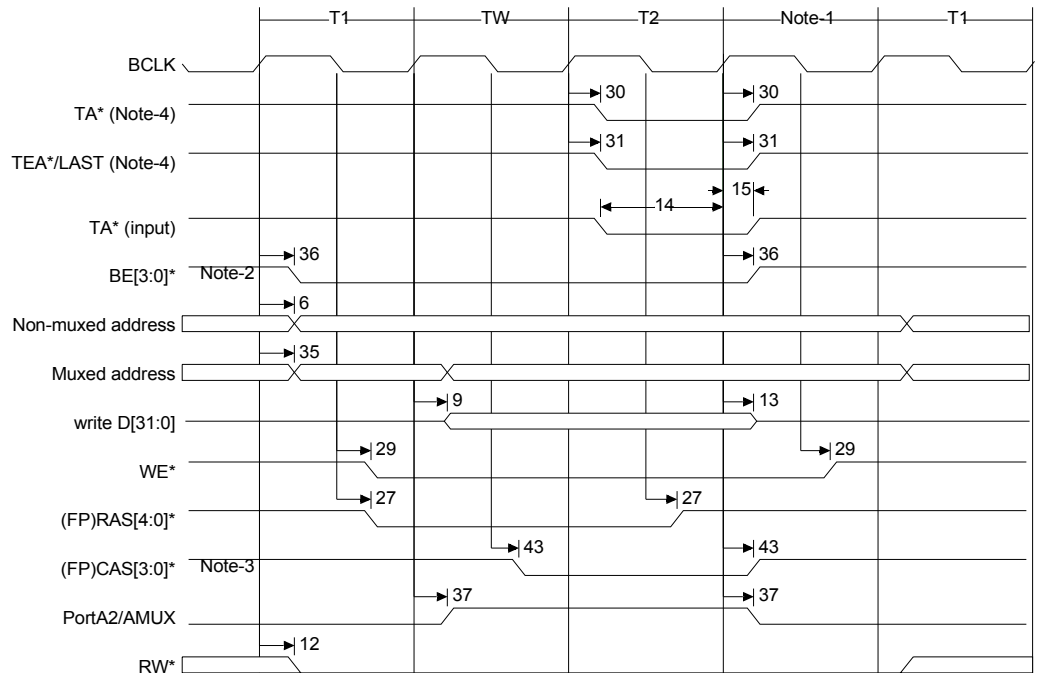 T1 TW T2 Note-1 T1
BCLK
30 30
TA* (Note-4)
31 31
TEA*/LAST (Note-4)
15
14
TA* (input)
36 36
BE[3:0]* Note-2
6
Non-muxed address
35
Muxed address
9 13
write D[31:0]
29 29
WE*
27 27
(FP)RAS[4:0]*
43 43
(FP)CAS[3:0]* Note-3
37 37
PortA2/AMUX
12
RW*